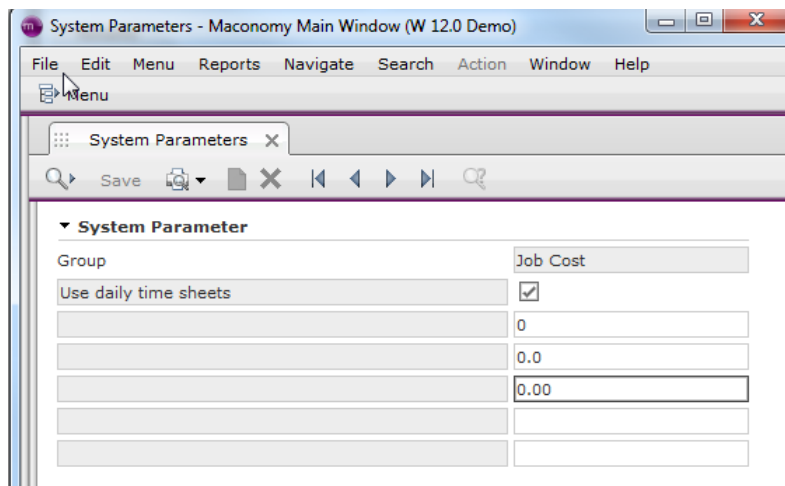 System Parameters - Maconomy Main Window (W 12.0 Demo)
File Edit Menu Reports Navigate Search Action Window Help
Menu
System Parameters
Save
System Parameter
Group Job Cost
Use daily time sheets
0
0.0
0.00